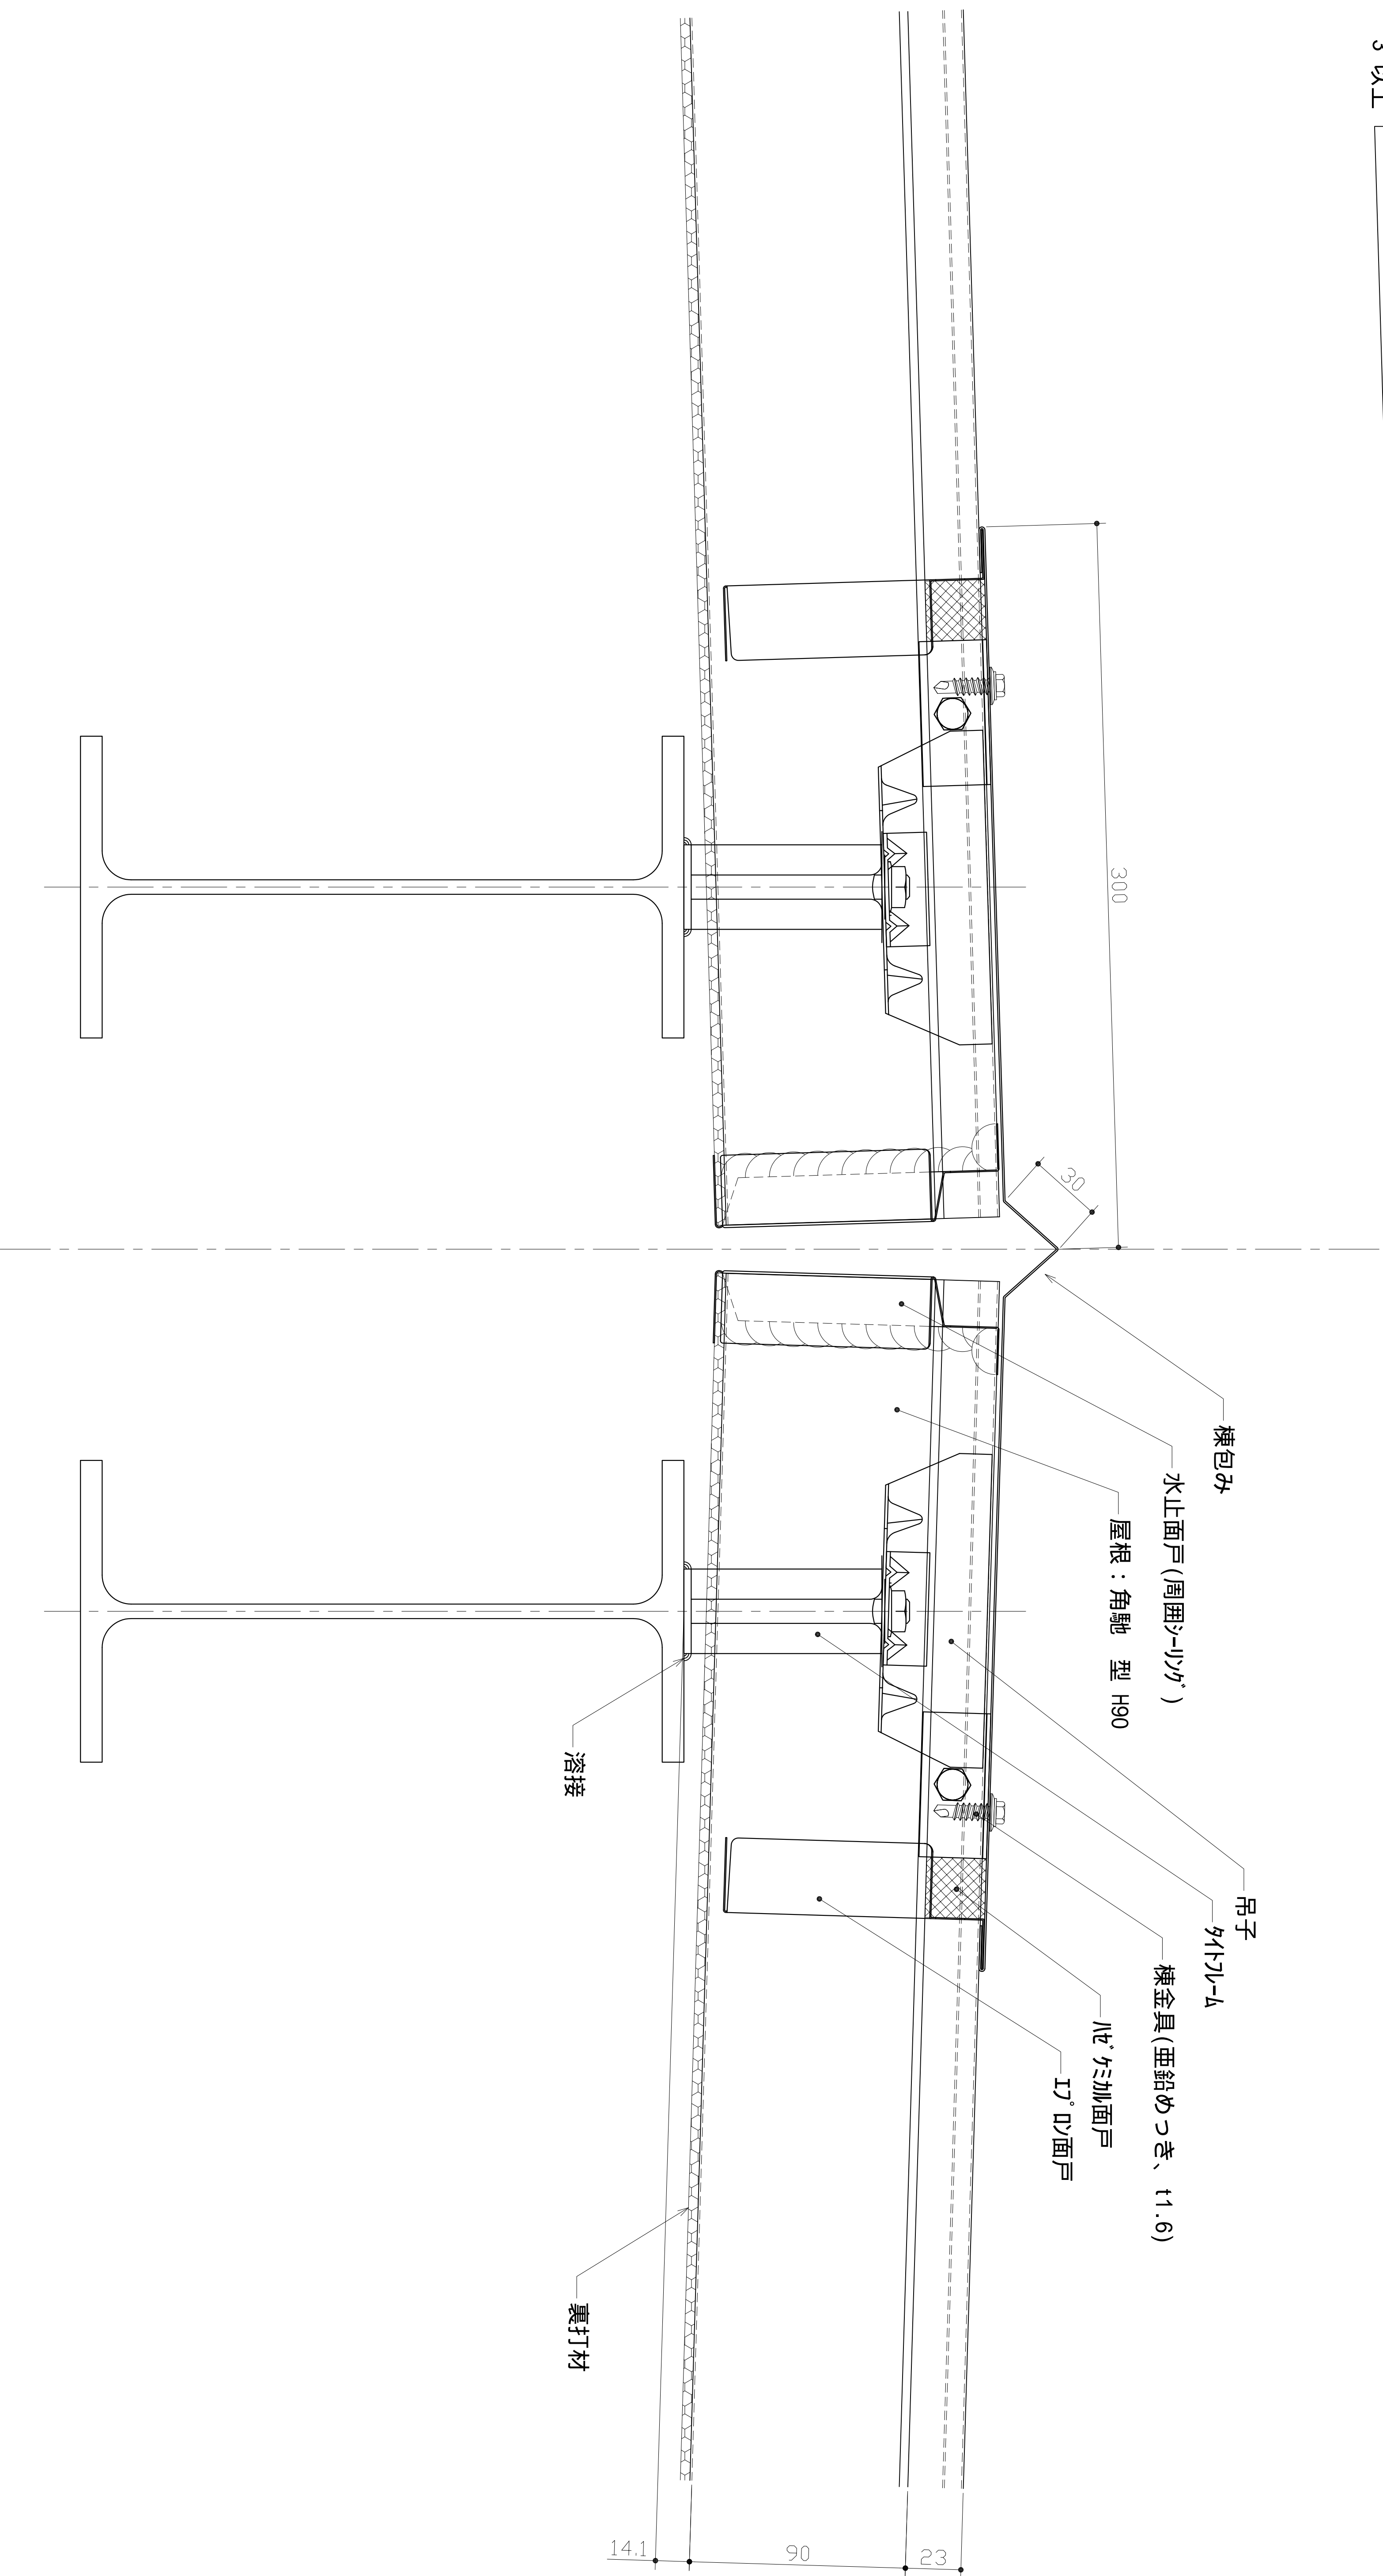 3 以上
300
30
棟包み
水止面戸(周囲ｼｰﾘﾝｸﾞ)
屋根：角馳　型 H90
吊子
ﾀｲﾄﾌﾚｰﾑ
棟金具(亜鉛めっき、t1.6)
ﾊｾﾞｹﾐｶﾙ面戸
ｴﾌﾟﾛﾝ面戸
溶接
裏打材
14.1
90
23